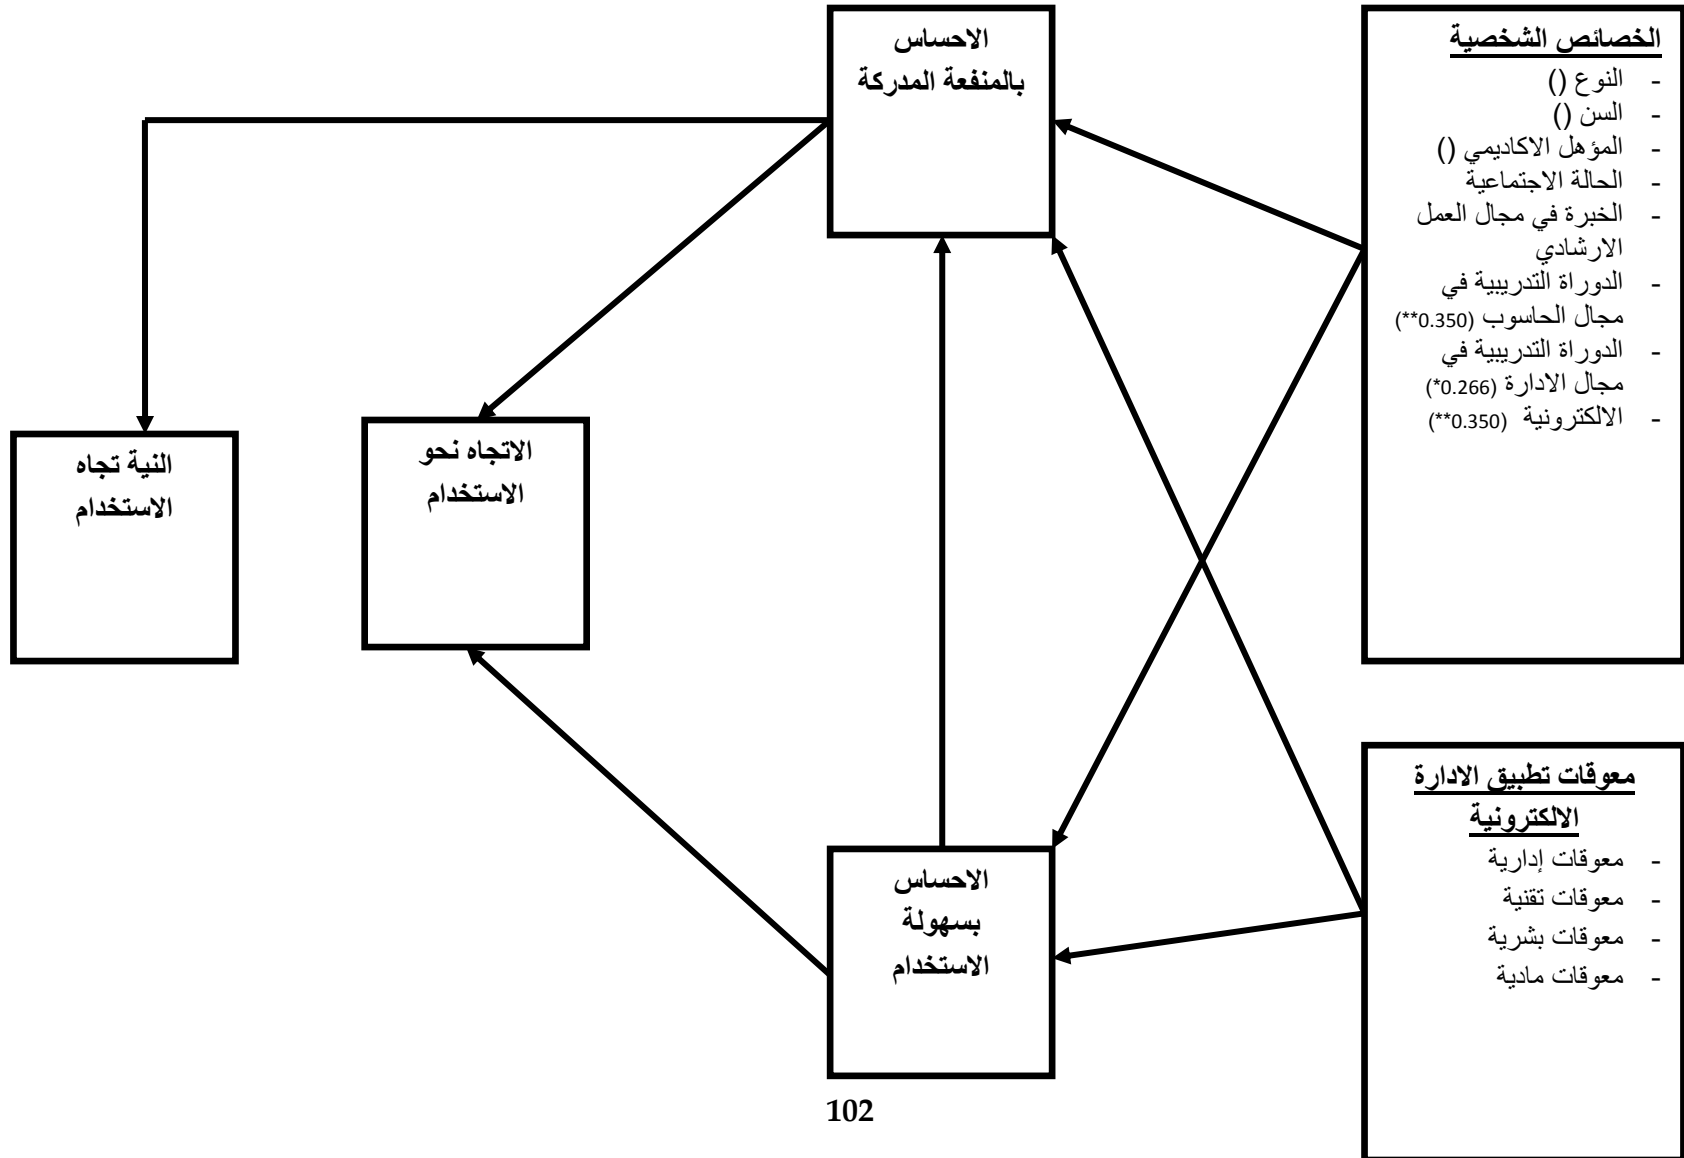 الخصائص الشخصية
- النوع ()
- السن ()
- المؤهل الاكاديمي ()
- الحالة الاجتماعية
- الخبرة في مجال العمل
الارشادي
- الدوراة التدريبية في
مجال الحاسوب (0.350**)
- الدوراة التدريبية في
مجال الادارة (0.266*)
- الالكترونية (0.350**)
الاحساس
بالمنفعة المدركة
الاتجاه نحو
الاستخدام
النية تجاه
الاستخدام
معوقات تطبيق الادارة
الالكترونية
- معوقات إدارية
- معوقات تقنية
- معوقات بشرية
- معوقات مادية
الاحساس
بسهولة
الاستخدام
102